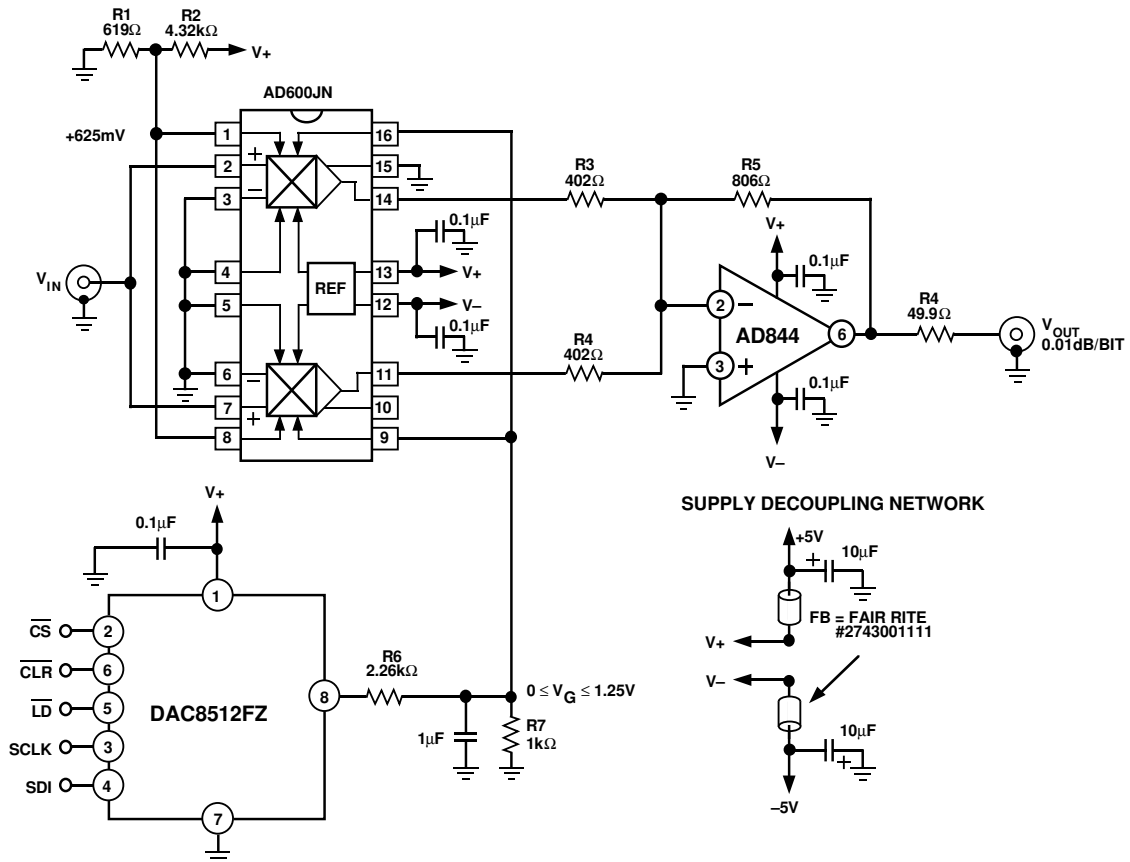 R1
619Ω
R2
4.32kΩ
V+
AD600JN
+625mV
1
16
2
+
15
3
–
14
4
13
5
REF
12
6
–
11
7
+
10
8
9
0.1µF
V+
V–
0.1µF
V_IN
R3
402Ω
R5
806Ω
R4
402Ω
V+
0.1µF
2
–
AD844
6
3
+
0.1µF
V–
R4
49.9Ω
V_OUT
0.01dB/BIT
V+
0.1µF
1
C̅S̅
2
C̅L̅R̅
6
L̅D̅
5
SCLK
3
SDI
4
DAC8512FZ
8
7
R6
2.26kΩ
1µF
0 ≤ V_G ≤ 1.25V
R7
1kΩ
SUPPLY DECOUPLING NETWORK
+5V
+
10µF
FB = FAIR RITE
#2743001111
V+
V–
10µF
+
–5V